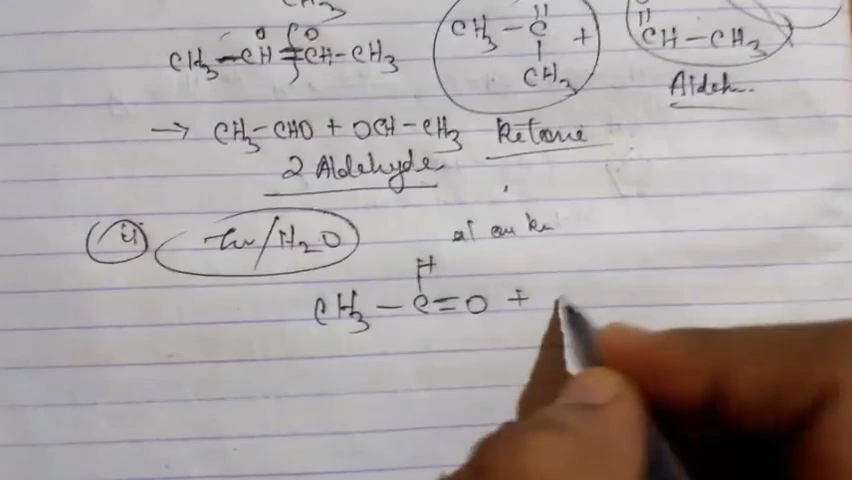 CH3
CH3-CH=CH-CH3
O O
CH3-C + CH-CH3
CH3
Aldeh.
→ CH3-CHO + OCH-CH3 Ketone
2 Aldehyde
ii /H2O
H
CH3-C=O +